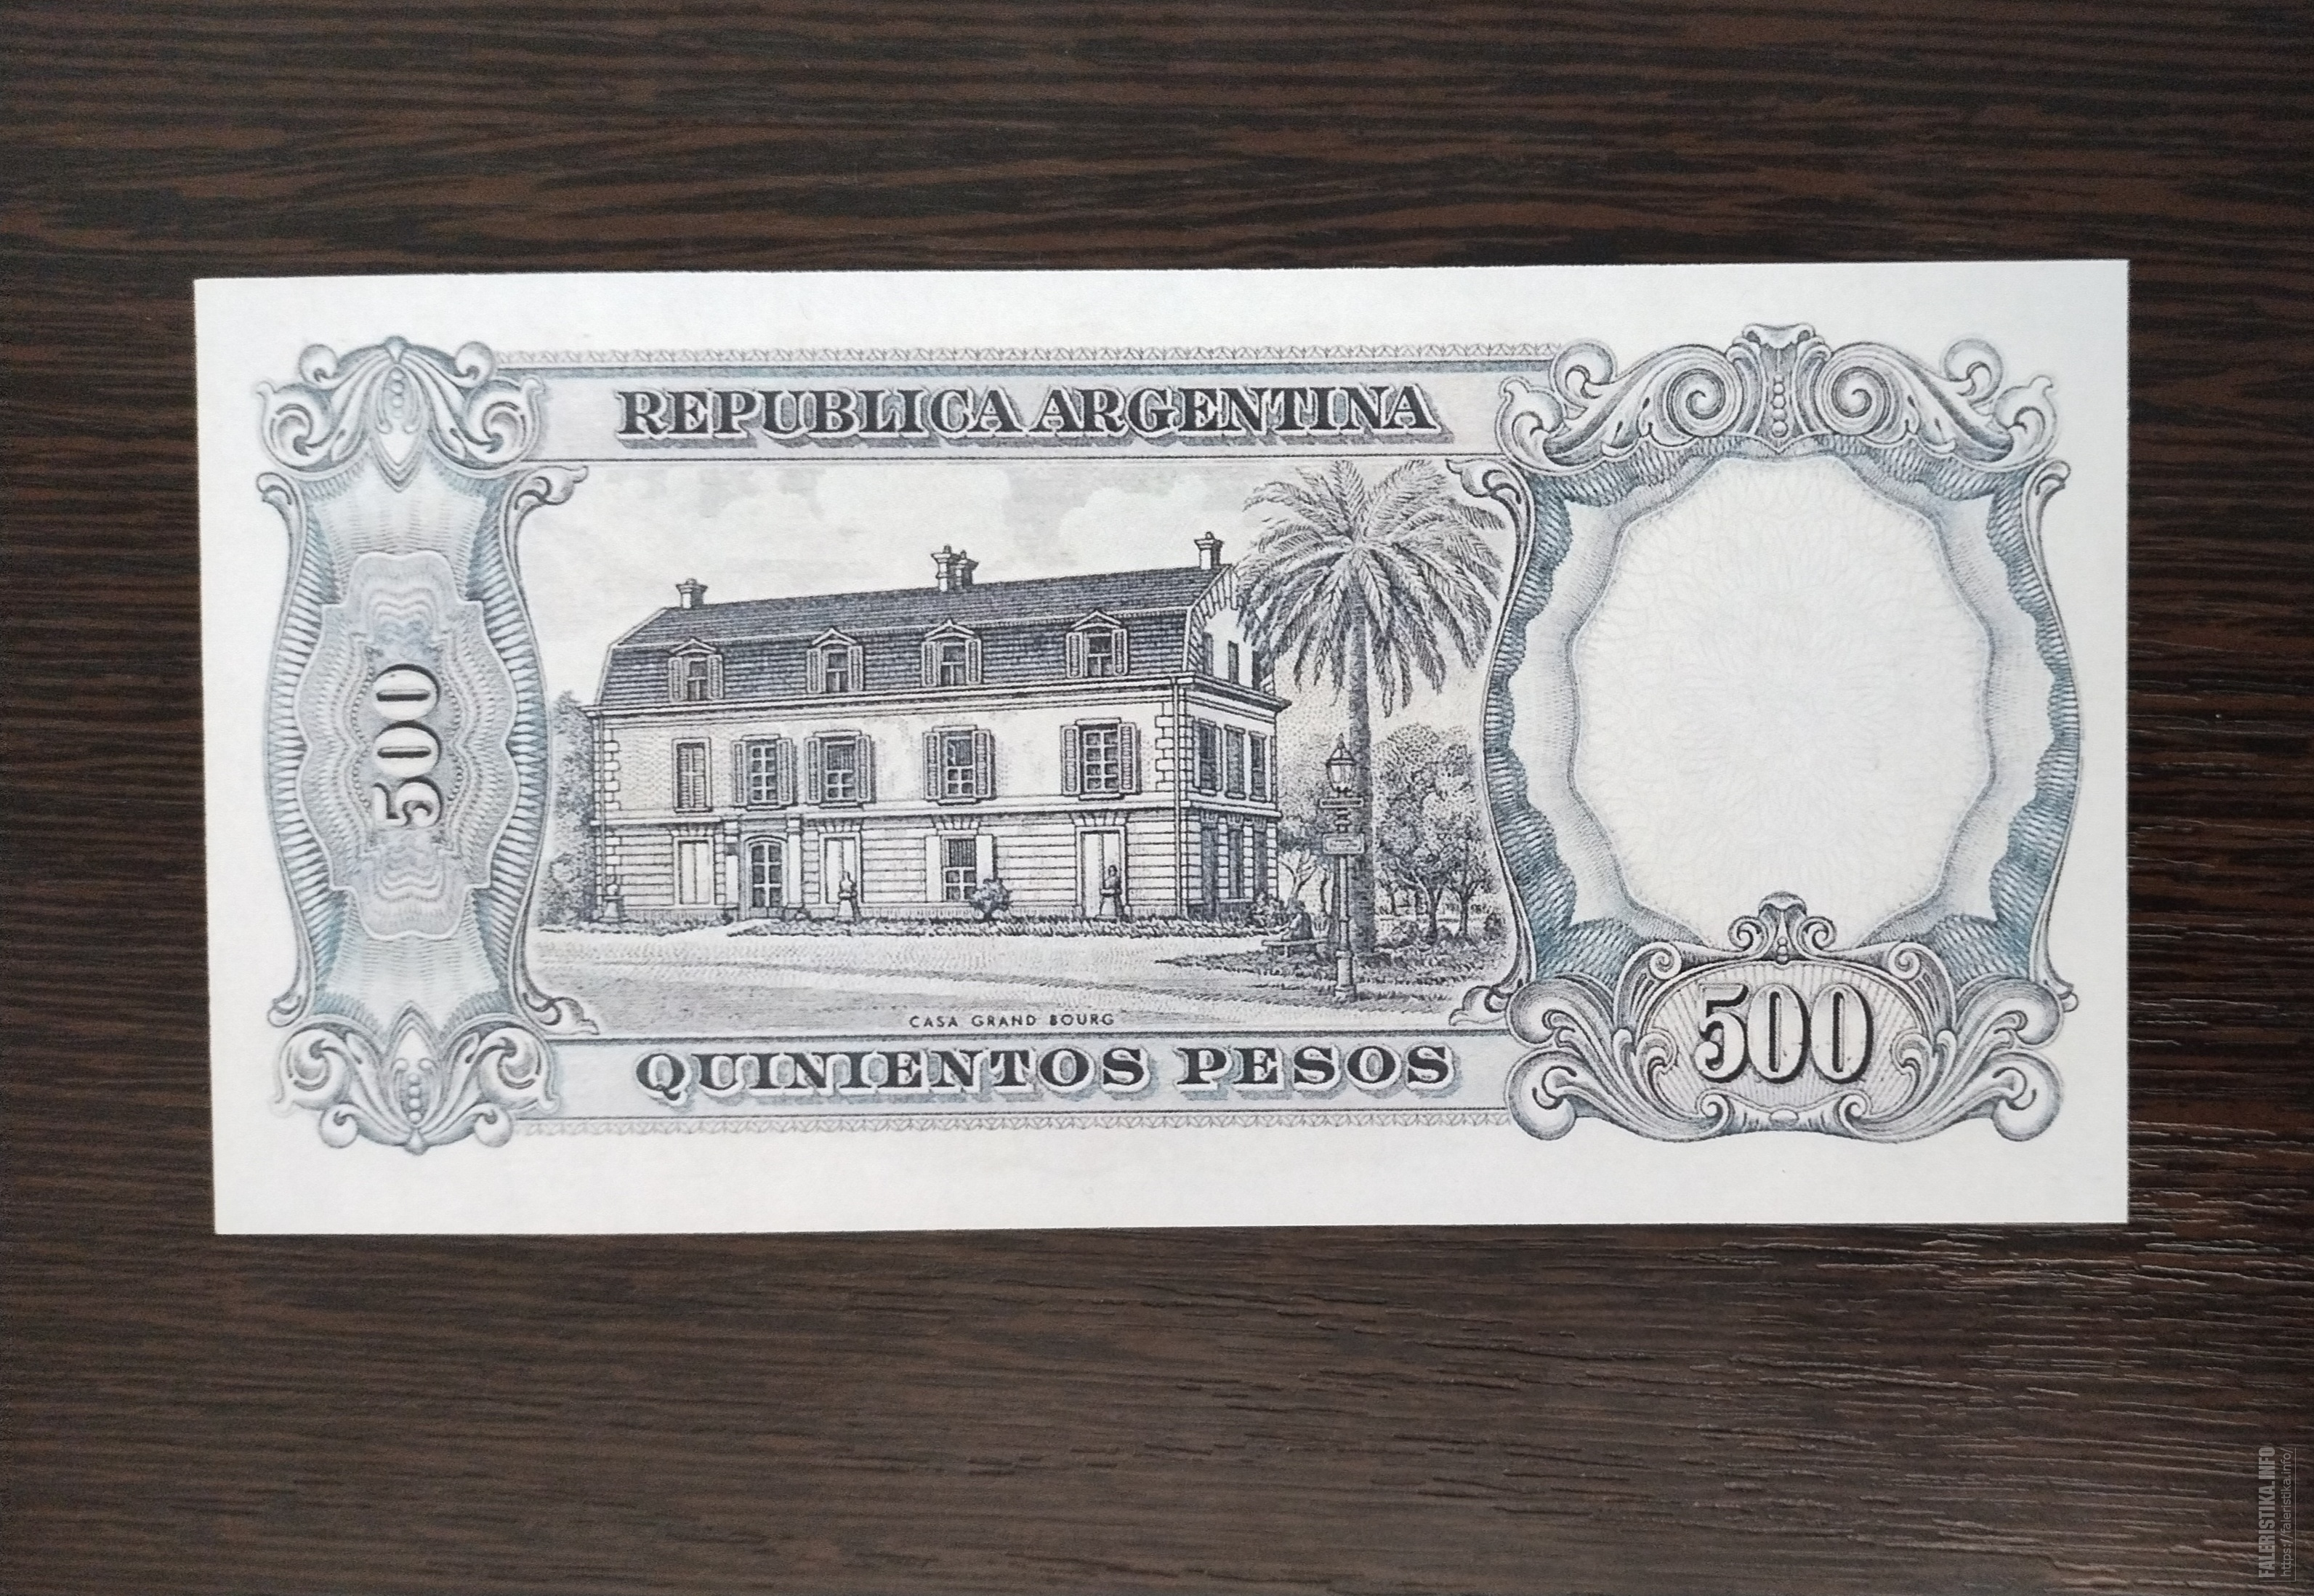 REPUBLICA ARGENTINA
500
CASA GRAND BOURG
QUINIENTOS PESOS
500
FALERISTIKA.INFO
https://faleristika.info/